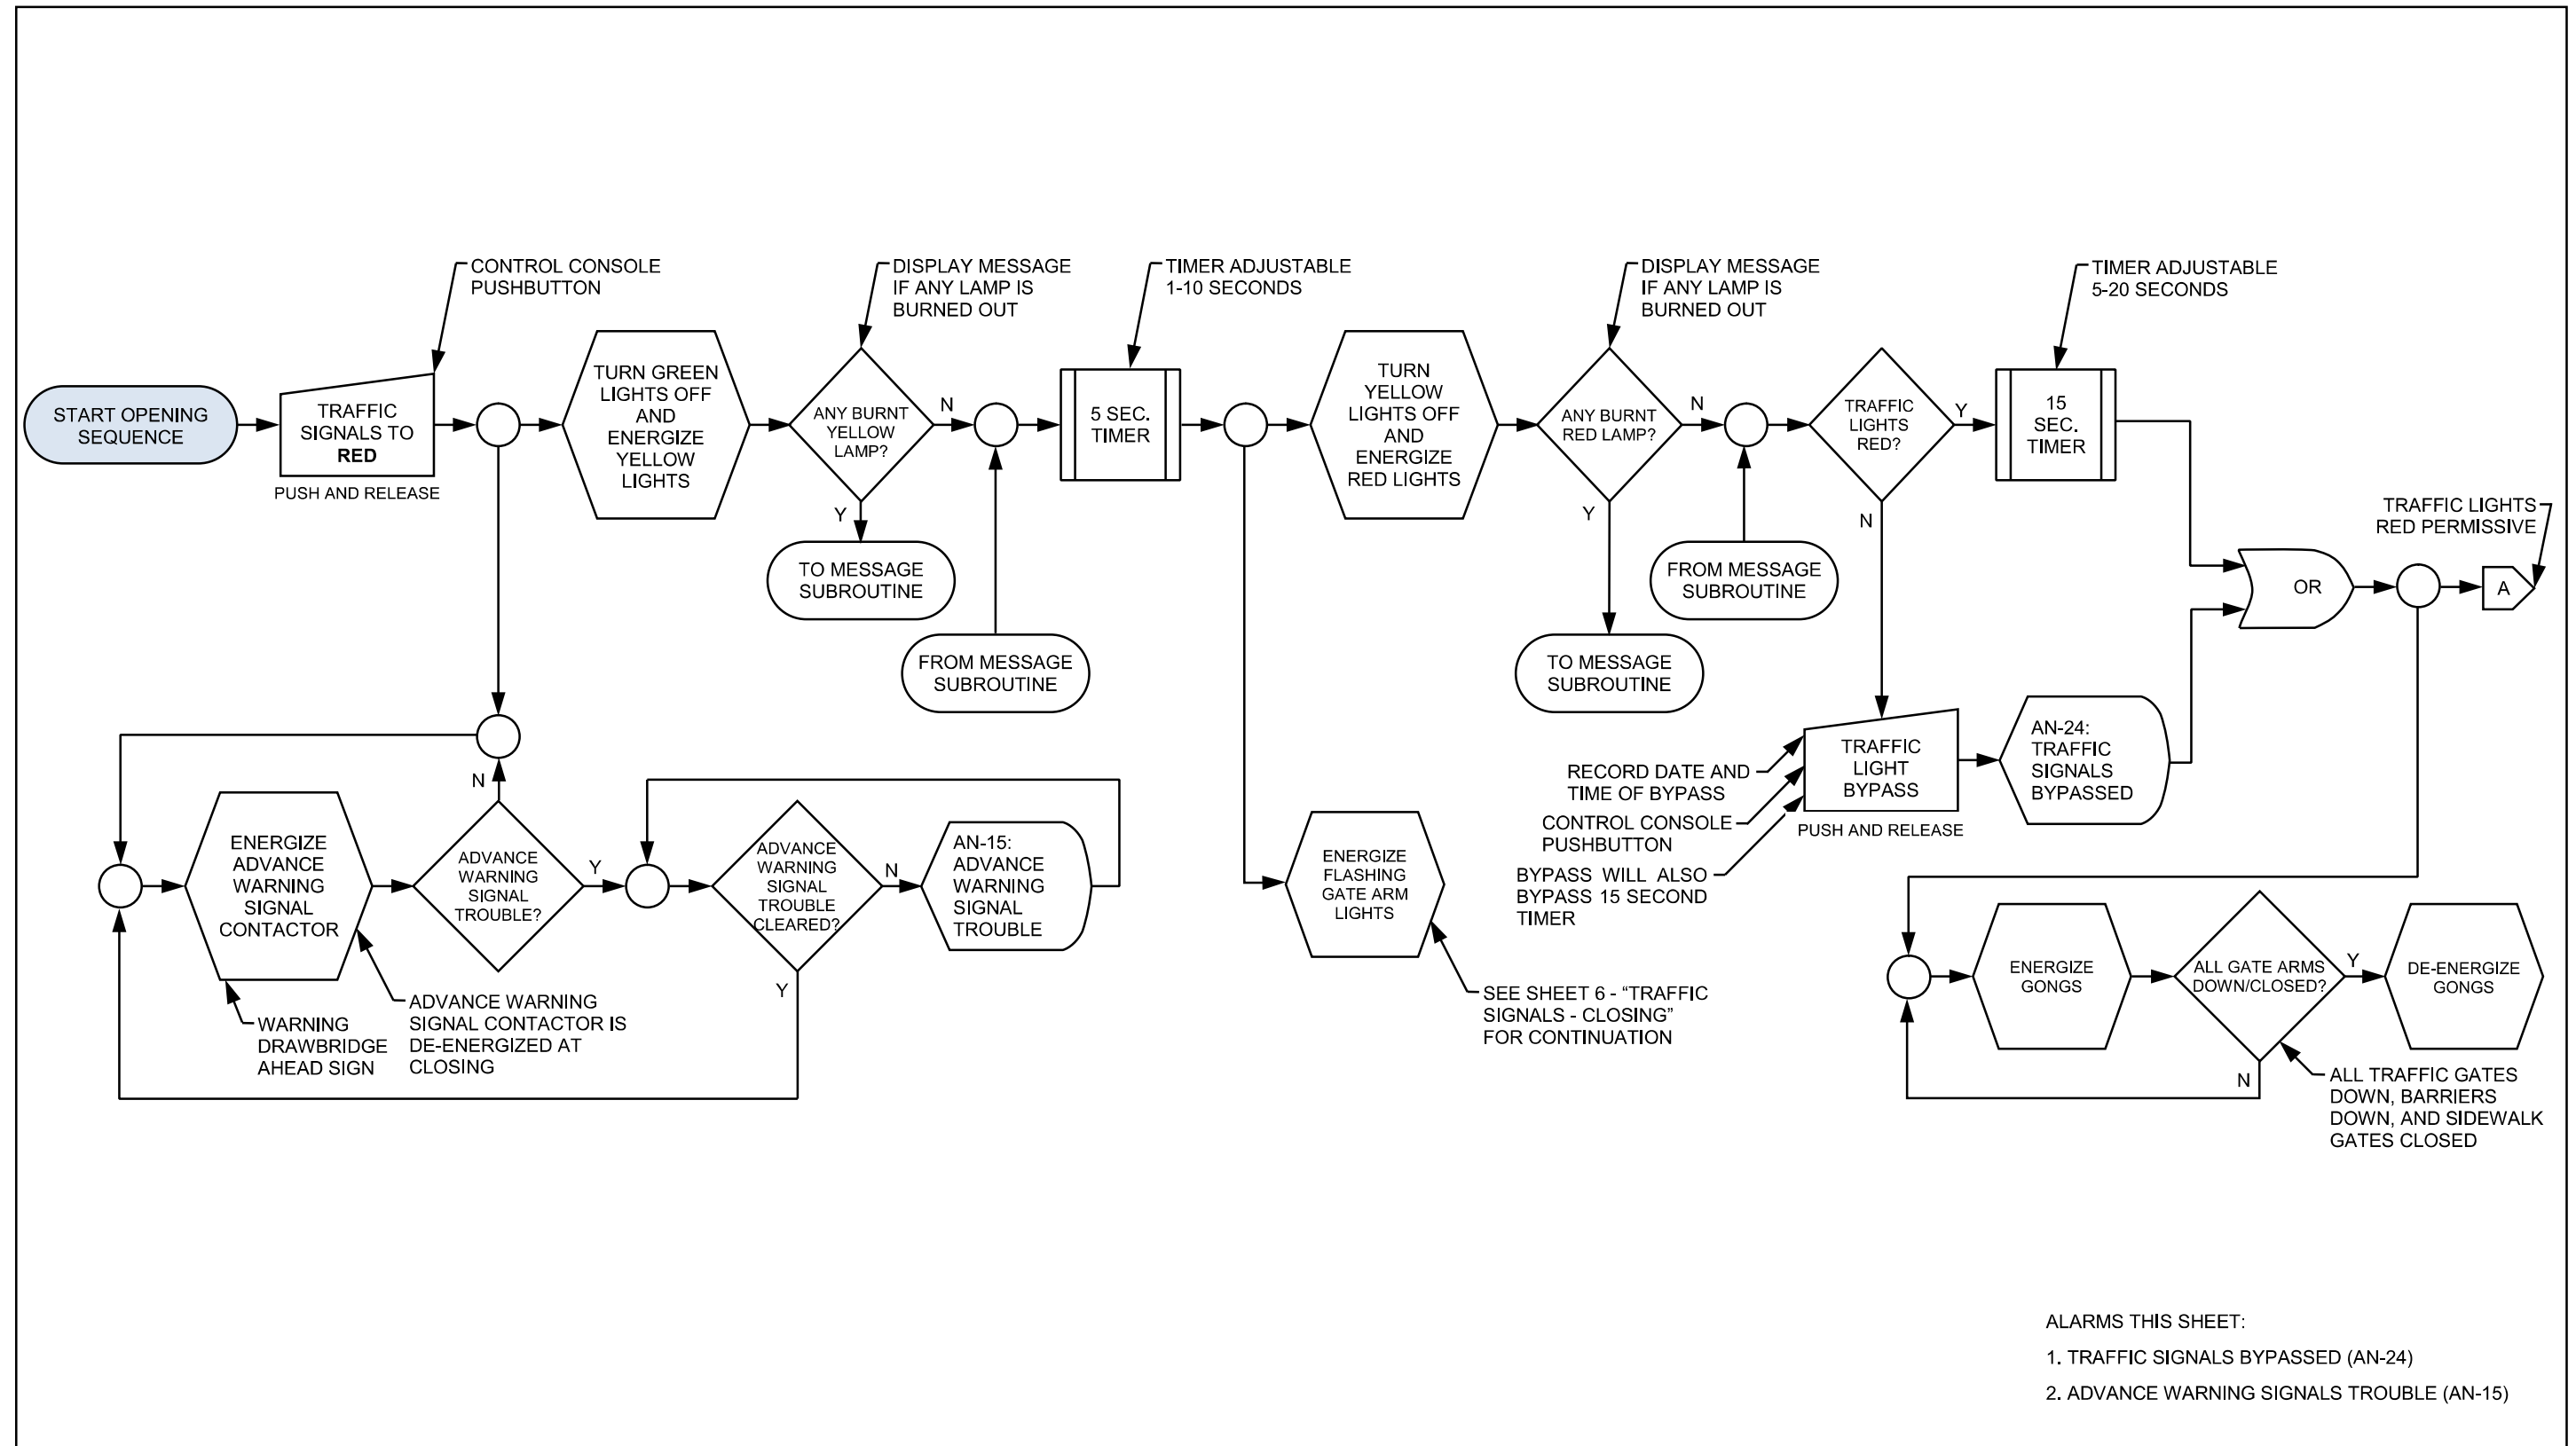 CONTROL CONSOLE
PUSHBUTTON
DISPLAY MESSAGE
IF ANY LAMP IS
BURNED OUT
TIMER ADJUSTABLE
1-10 SECONDS
DISPLAY MESSAGE
IF ANY LAMP IS
BURNED OUT
TIMER ADJUSTABLE
5-20 SECONDS
START OPENING
SEQUENCE
TRAFFIC
SIGNALS TO
RED
PUSH AND RELEASE
TURN GREEN
LIGHTS OFF
AND
ENERGIZE
YELLOW
LIGHTS
ANY BURNT
YELLOW
LAMP?
N
Y
5 SEC.
TIMER
TURN
YELLOW
LIGHTS OFF
AND
ENERGIZE
RED LIGHTS
ANY BURNT
RED LAMP?
N
Y
TRAFFIC
LIGHTS
RED?
Y
N
15
SEC.
TIMER
TRAFFIC LIGHTS
RED PERMISSIVE
TO MESSAGE
SUBROUTINE
FROM MESSAGE
SUBROUTINE
TO MESSAGE
SUBROUTINE
FROM MESSAGE
SUBROUTINE
OR
A
N
ENERGIZE
ADVANCE
WARNING
SIGNAL
CONTACTOR
ADVANCE
WARNING
SIGNAL
TROUBLE?
Y
ADVANCE
WARNING
SIGNAL
TROUBLE
CLEARED?
N
Y
AN-15:
ADVANCE
WARNING
SIGNAL
TROUBLE
WARNING
DRAWBRIDGE
AHEAD SIGN
ADVANCE WARNING
SIGNAL CONTACTOR IS
DE-ENERGIZED AT
CLOSING
ENERGIZE
FLASHING
GATE ARM
LIGHTS
SEE SHEET 6 - “TRAFFIC
SIGNALS - CLOSING”
FOR CONTINUATION
RECORD DATE AND
TIME OF BYPASS
CONTROL CONSOLE
PUSHBUTTON
BYPASS WILL ALSO
BYPASS 15 SECOND
TIMER
TRAFFIC
LIGHT
BYPASS
PUSH AND RELEASE
AN-24:
TRAFFIC
SIGNALS
BYPASSED
ENERGIZE
GONGS
ALL GATE ARMS
DOWN/CLOSED?
Y
N
DE-ENERGIZE
GONGS
ALL TRAFFIC GATES
DOWN, BARRIERS
DOWN, AND SIDEWALK
GATES CLOSED
ALARMS THIS SHEET:
1. TRAFFIC SIGNALS BYPASSED (AN-24)
2. ADVANCE WARNING SIGNALS TROUBLE (AN-15)